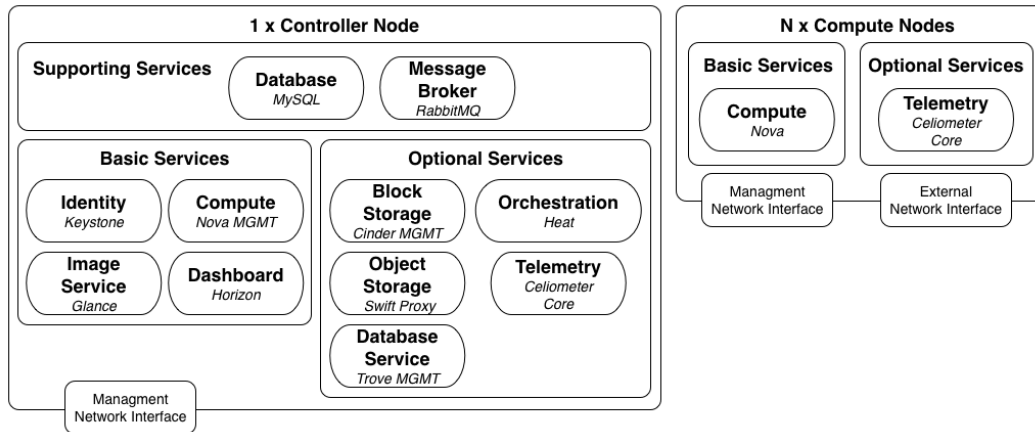 1 x Controller Node
Supporting Services
Database
MySQL
Message
Broker
RabbitMQ
Basic Services
Identity
Keystone
Compute
Nova MGMT
Image
Service
Glance
Dashboard
Horizon
Optional Services
Block
Storage
Cinder MGMT
Orchestration
Heat
Object
Storage
Swift Proxy
Telemetry
Celiometer
Core
Database
Service
Trove MGMT
Managment
Network Interface
N x Compute Nodes
Basic Services
Compute
Nova
Optional Services
Telemetry
Celiometer
Core
Managment
Network Interface
External
Network Interface